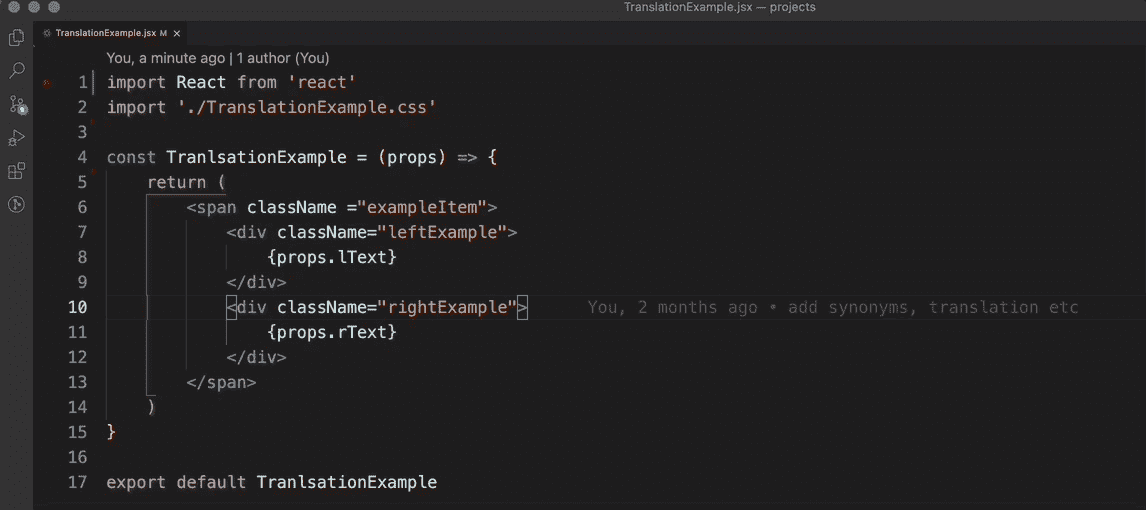 TranslationExample.jsx — projects
TranslationExample.jsx M ×
You, a minute ago | 1 author (You)
1 import React from 'react'
2 import './TranslationExample.css'
3
4 const TranlsationExample = (props) => {
5 return (
6 <span className ="exampleItem">
7 <div className="leftExample">
8 {props.lText}
9 </div>
10 <div className="rightExample"> You, 2 months ago • add synonyms, translation etc
11 {props.rText}
12 </div>
13 </span>
14 )
15 }
16
17 export default TranlsationExample